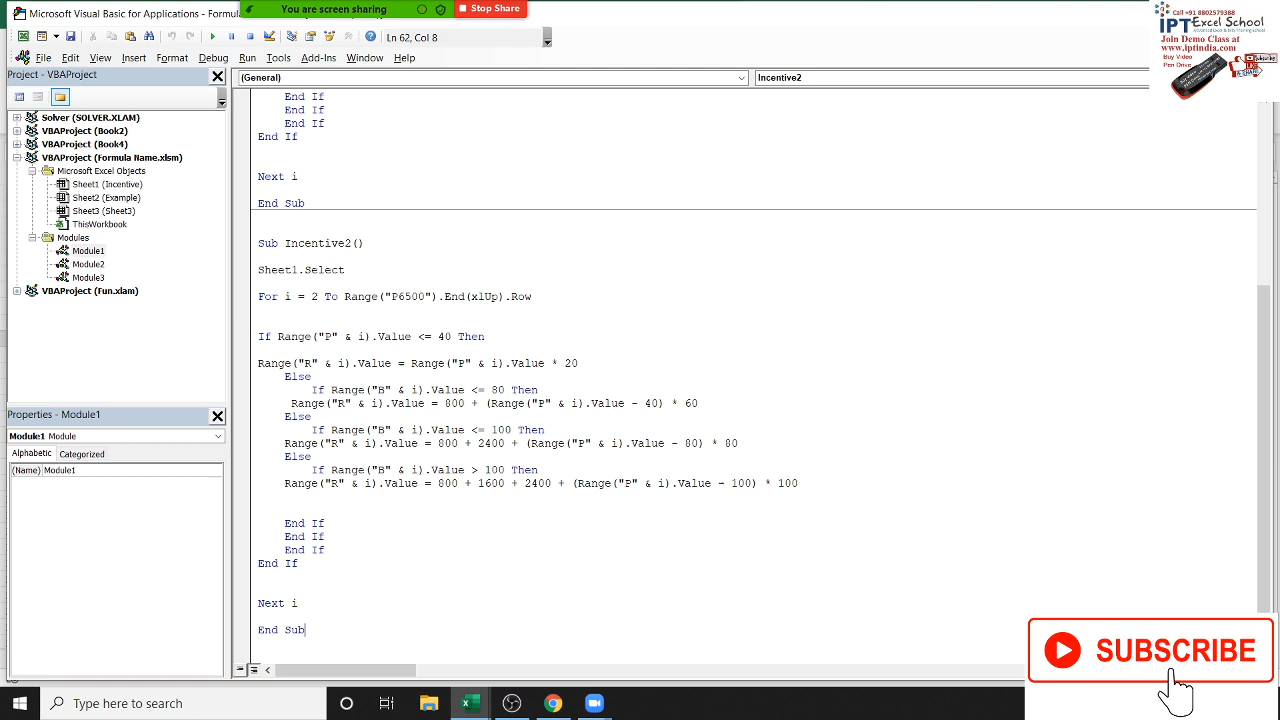 You are screen sharing
Stop Share
Microsoft Visual Basic for Applications - Formula
Ln 62, Col 8
File Edit View Insert Format Debug Run Tools Add-Ins Window Help
Project - VBAProject
(General)
Incentive2
Solver (SOLVER.XLAM)
VBAProject (Book2)
VBAProject (Book4)
VBAProject (Formula Name.xlsm)
Microsoft Excel Objects
Sheet1 (Incentive)
Sheet2 (Example)
Sheet3 (Sheet3)
ThisWorkbook
Modules
Module1
Module2
Module3
VBAProject (Fun.xlam)
Properties - Module1
Module1 Module
Alphabetic Categorized
(Name) Module1
End If
End If
End If
End If
Next i
End Sub
Sub Incentive2()
Sheet1.Select
For i = 2 To Range("P6500").End(xlUp).Row
If Range("P" & i).Value <= 40 Then
Range("R" & i).Value = Range("P" & i).Value * 20
Else
If Range("B" & i).Value <= 80 Then
Range("R" & i).Value = 800 + (Range("P" & i).Value - 40) * 60
Else
If Range("B" & i).Value <= 100 Then
Range("R" & i).Value = 800 + 2400 + (Range("P" & i).Value - 80) * 80
Else
If Range("B" & i).Value > 100 Then
Range("R" & i).Value = 800 + 1600 + 2400 + (Range("P" & i).Value - 100) * 100
End If
End If
End If
End If
Next i
End Sub
Call +91 8802579388
IPT Excel School
Join Demo Class at
www.iptindia.com
Buy Video
Pen Drive
SUBSCRIBE
Type here to search